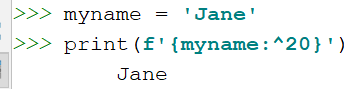 >>> myname = 'Jane'
>>> print(f'{myname:^20}')
        Jane